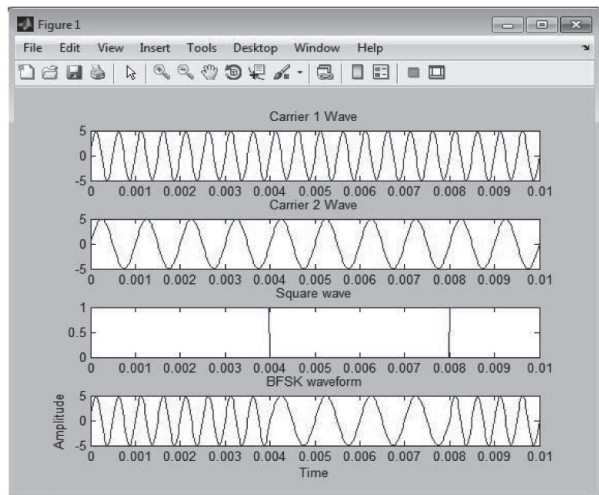 Figure 1
File Edit View Insert Tools Desktop Window Help
Carrier 1 Wave
5
0
-5
0 0.001 0.002 0.003 0.004 0.005 0.006 0.007 0.008 0.009 0.01
Carrier 2 Wave
5
0
-5
0 0.001 0.002 0.003 0.004 0.005 0.006 0.007 0.008 0.009 0.01
Square wave
1
0.5
0
0 0.001 0.002 0.003 0.004 0.005 0.006 0.007 0.008 0.009 0.01
BFSK waveform
Amplitude
5
0
-5
0 0.001 0.002 0.003 0.004 0.005 0.006 0.007 0.008 0.009 0.01
Time